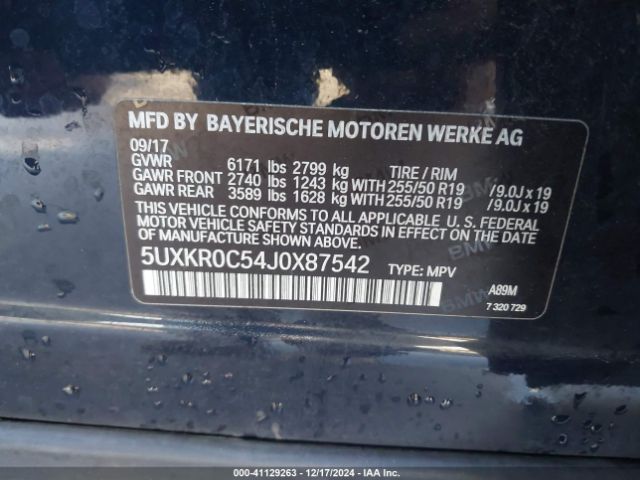 MFD BY BAYERISCHE MOTOREN WERKE AG
09/17
GVWR 6171 lbs 2799 kg TIRE / RIM
GAWR FRONT 2740 lbs 1243 kg WITH 255/50 R19 /9.0J x 19
GAWR REAR 3589 lbs 1628 kg WITH 255/50 R19 /9.0J x 19
THIS VEHICLE CONFORMS TO ALL APPLICABLE U. S. FEDERAL
MOTOR VEHICLE SAFETY STANDARDS IN EFFECT ON THE DATE OF
MANUFACTURE SHOWN ABOVE.
5UXKR0C54J0X87542 TYPE: MPV
A89M
7 320 729
000-41129263 - 12/17/2024 - IAA Inc.